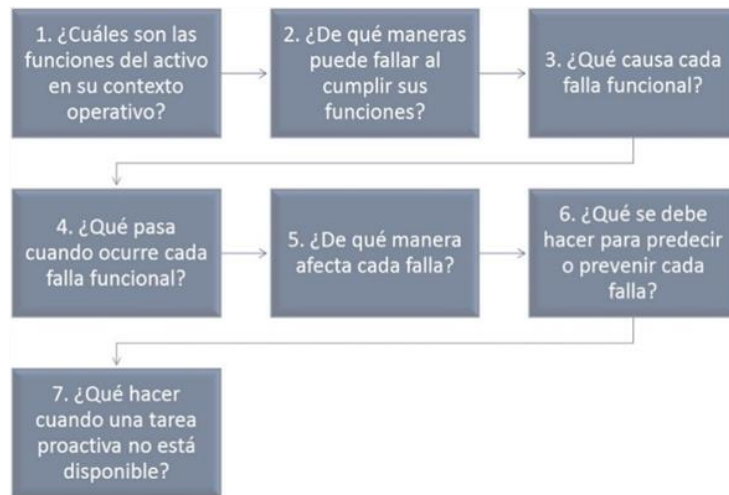 1. ¿Cuáles son las
funciones del activo
en su contexto
operativo?
2. ¿De qué maneras
puede fallar al
cumplir sus
funciones?
3. ¿Qué causa cada
falla funcional?
4. ¿Qué pasa
cuando ocurre cada
falla funcional?
5. ¿De qué manera
afecta cada falla?
6. ¿Qué se debe
hacer para predecir
o prevenir cada
falla?
7. ¿Qué hacer
cuando una tarea
proactiva no está
disponible?